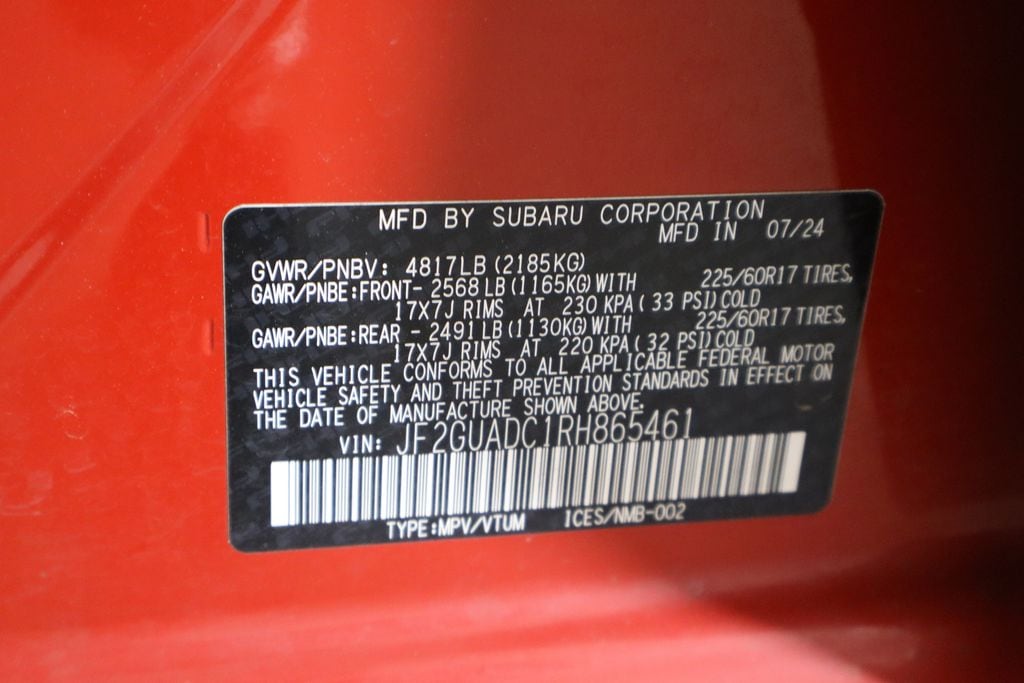 MFD BY SUBARU CORPORATION
MFD IN 07/24
GVWR/PNBV: 4817LB (2185KG)
GAWR/PNBE:FRONT- 2568 LB (1165KG) WITH 225/60R17 TIRES,
17X7J RIMS AT 230 KPA ( 33 PSI) COLD
GAWR/PNBE:REAR - 2491 LB (1130KG) WITH 225/60R17 TIRES,
17X7J RIMS AT 220 KPA ( 32 PSI) COLD
THIS VEHICLE CONFORMS TO ALL APPLICABLE FEDERAL MOTOR
VEHICLE SAFETY AND THEFT PREVENTION STANDARDS IN EFFECT ON
THE DATE OF MANUFACTURE SHOWN ABOVE.
VIN: JF2GUADC1RH865461
TYPE:MPV/VTUM ICES/NMB-002